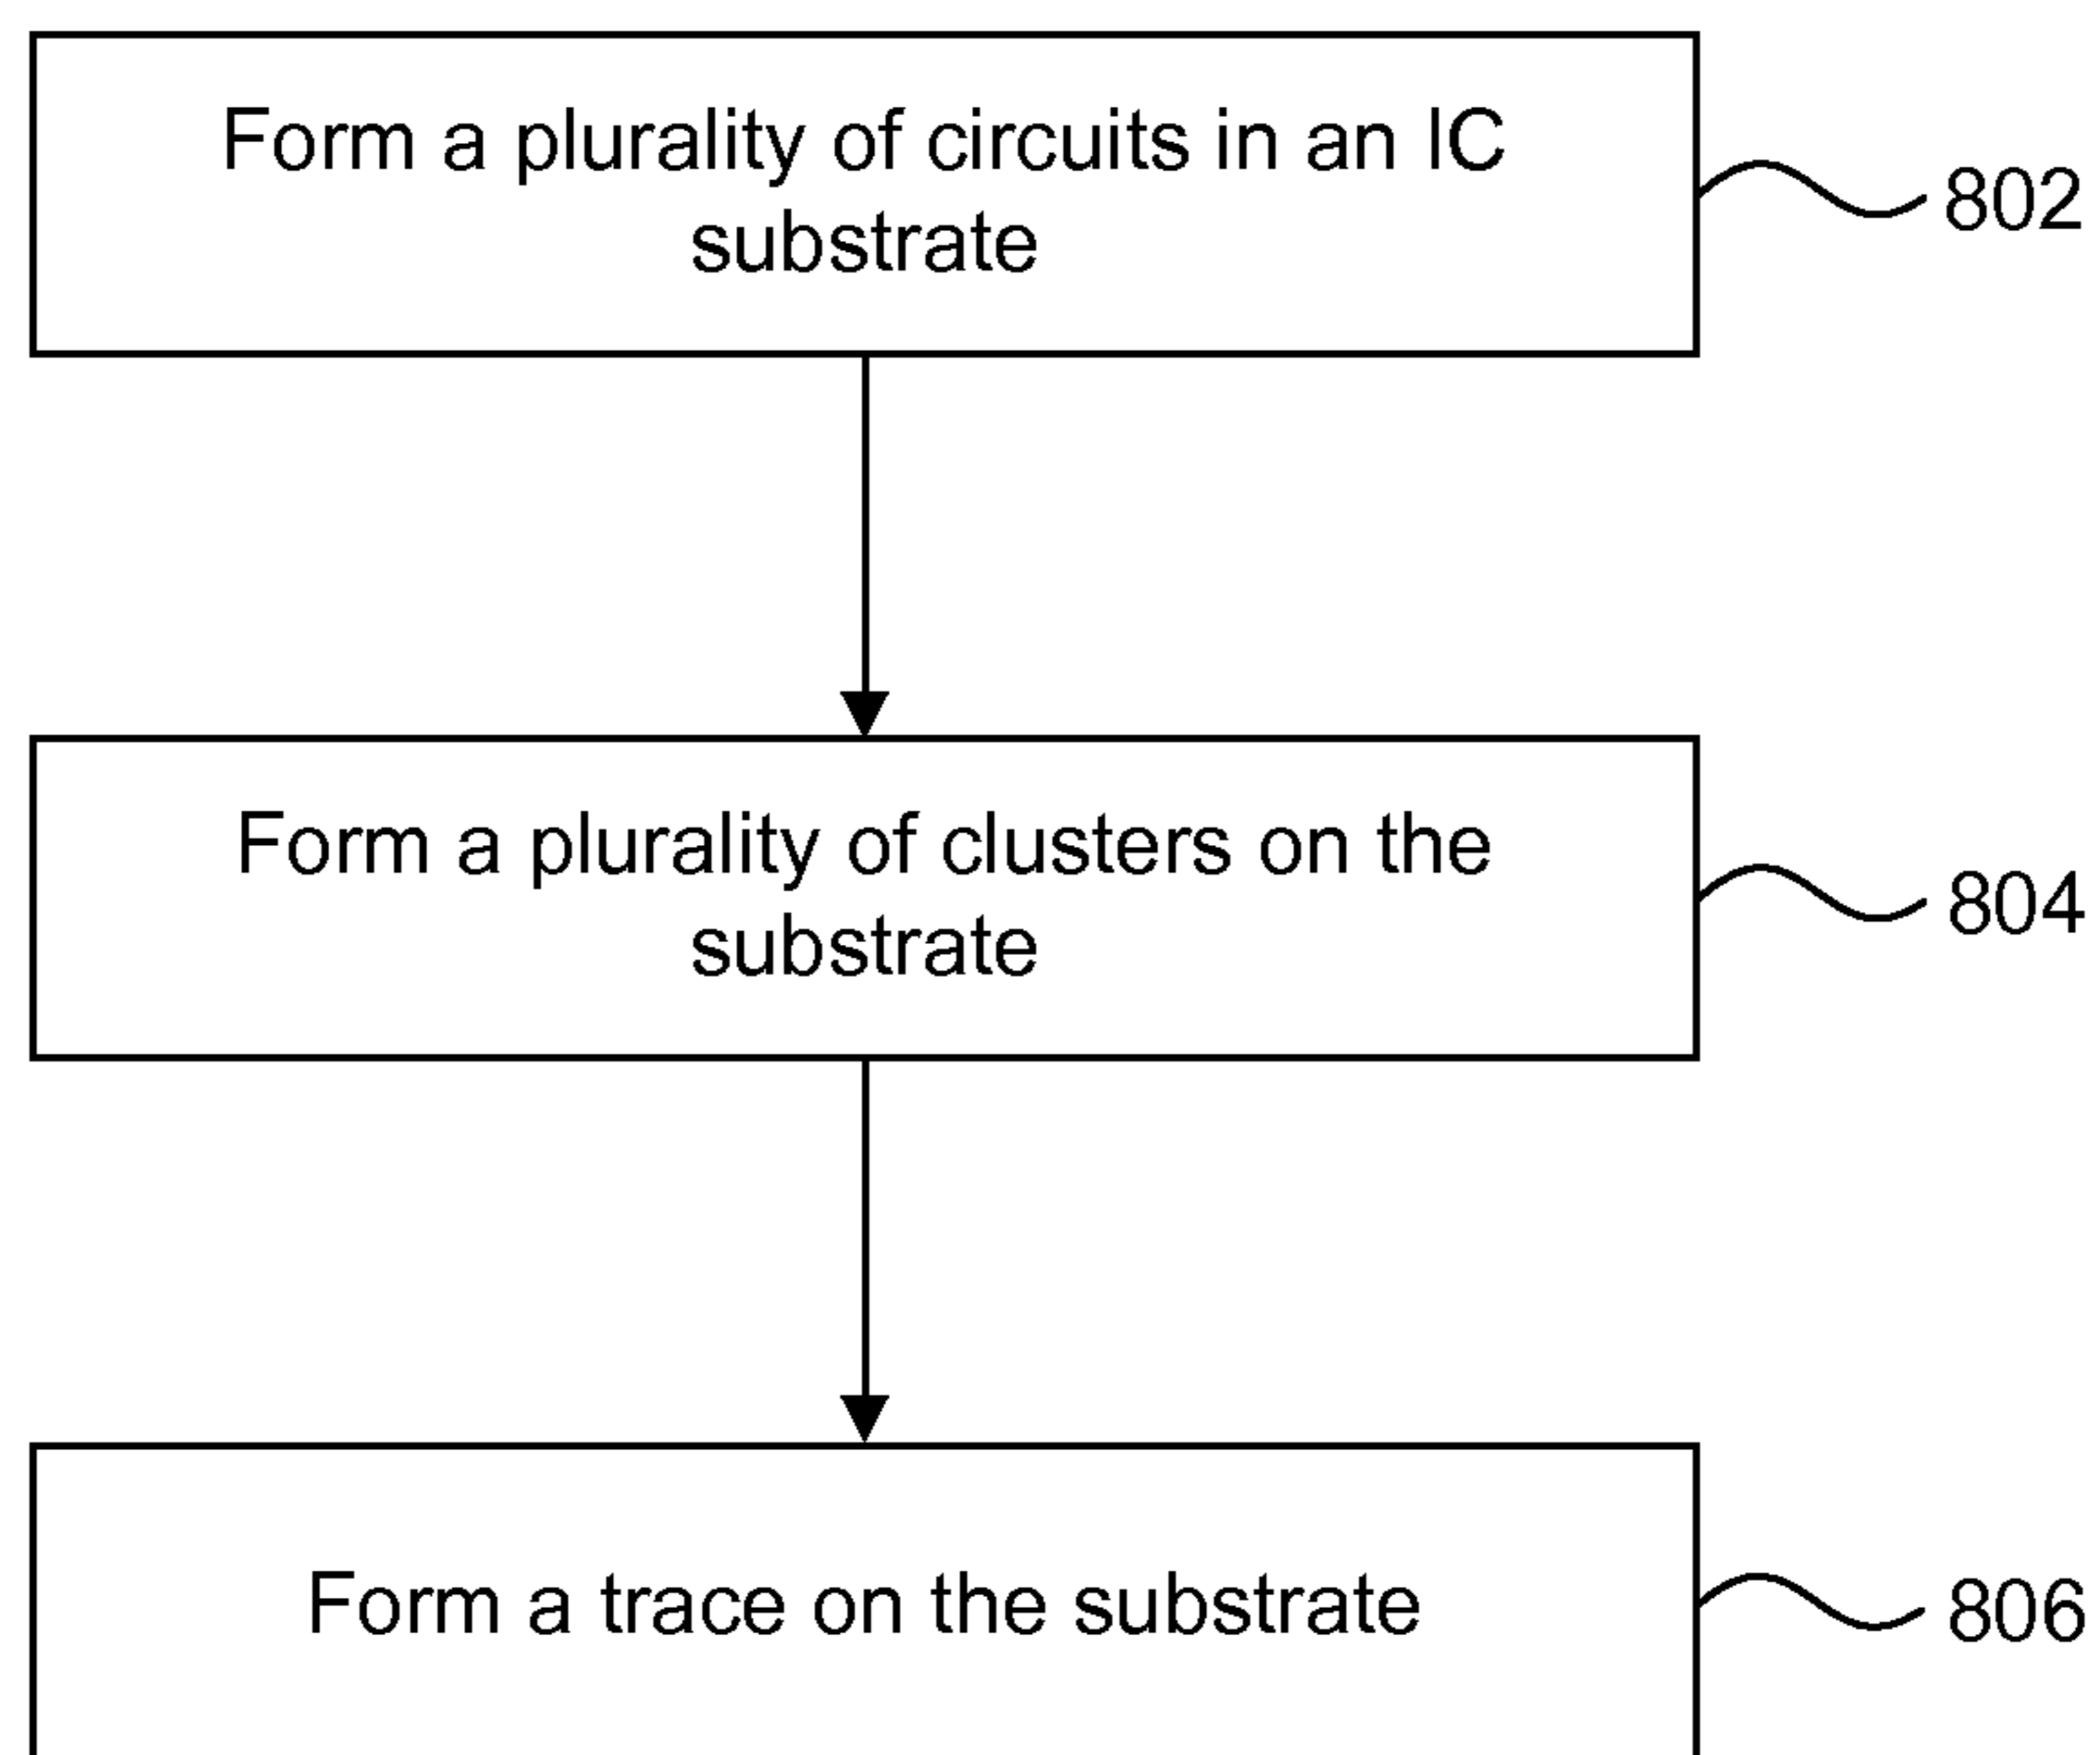 Form a plurality of circuits in an IC
substrate
802
Form a plurality of clusters on the
substrate
804
Form a trace on the substrate
806